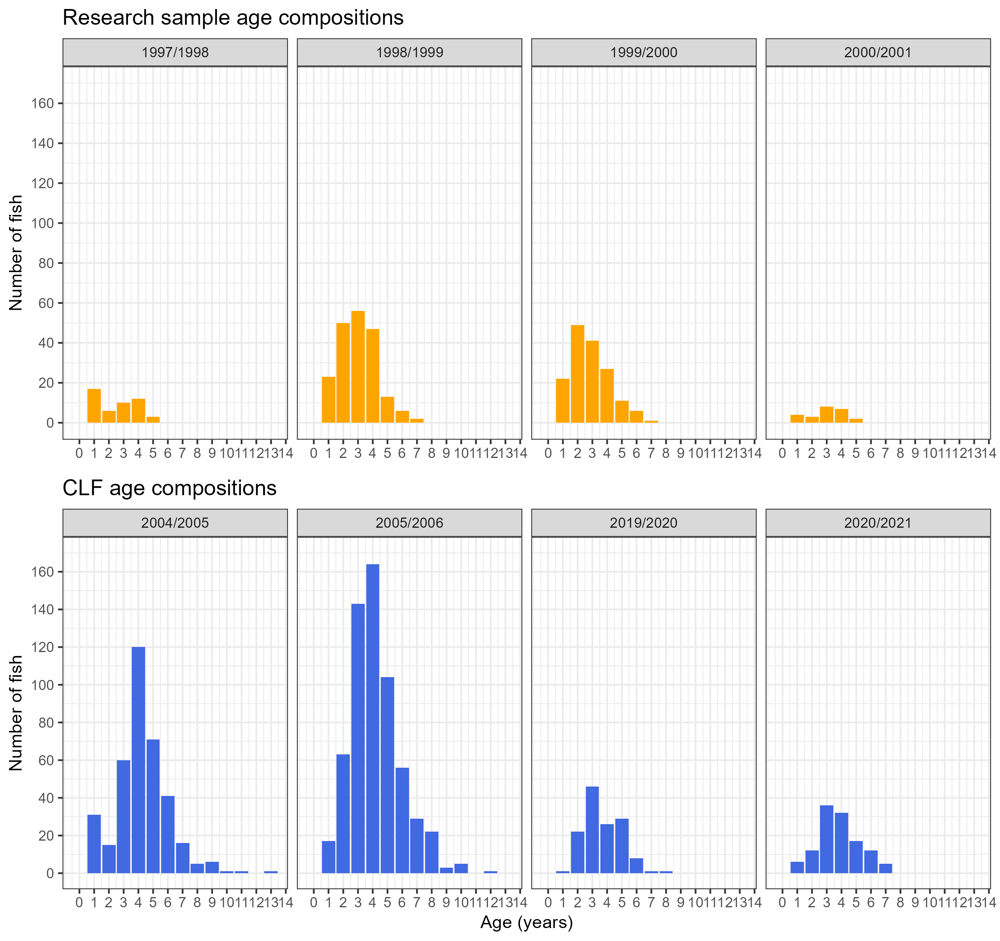 Research sample age compositions
1997/1998 1998/1999 1999/2000 2000/2001
160
140
120
100
80
60
40
20
0
Number of fish
0 1 2 3 4 5 6 7 8 9 10 11 12 13 14 0 1 2 3 4 5 6 7 8 9 10 11 12 13 14 0 1 2 3 4 5 6 7 8 9 10 11 12 13 14 0 1 2 3 4 5 6 7 8 9 10 11 12 13 14
CLF age compositions
2004/2005 2005/2006 2019/2020 2020/2021
160
140
120
100
80
60
40
20
0
Number of fish
0 1 2 3 4 5 6 7 8 9 10 11 12 13 14 0 1 2 3 4 5 6 7 8 9 10 11 12 13 14 0 1 2 3 4 5 6 7 8 9 10 11 12 13 14 0 1 2 3 4 5 6 7 8 9 10 11 12 13 14
Age (years)